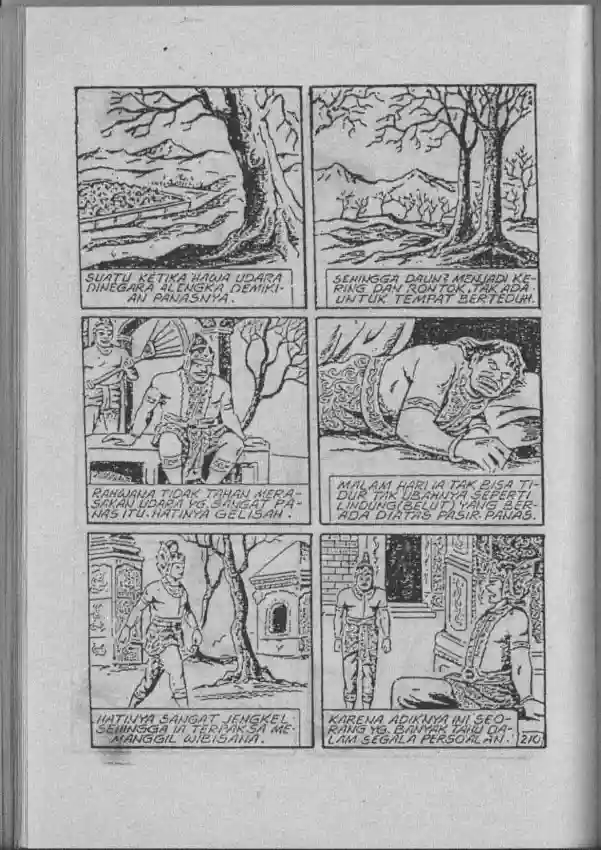 SUATU KETIKA HAWA UDARA
DINEGARA ALENGKA DEMIKI-
AN PANASNYA.
SEHINGGA DAUN2 MENJADI KE-
RING DAN RONTOK, TAK ADA
UNTUK TEMPAT BERTEDUH.
RAHWANA TIDAK TAHAN MERA-
SAKAN UDARA YG. SANGAT PA-
NAS ITU. HATINYA GELISAH.
MALAM HARI IA TAK BISA TI-
DUR TAK UBAHNYA SEPERTI
LINDUNG (BELUT) YANG BER-
ADA DIATAS PASIR PANAS.
HATINYA SANGAT JENGKEL
SEHINGGA IA TERPAKSA ME-
MANGGIL WIBISANA.
KARENA ADIKNYA INI SEO-
RANG YG. BANYAK TAHU DA-
LAM SEGALA PERSOALAN.
210